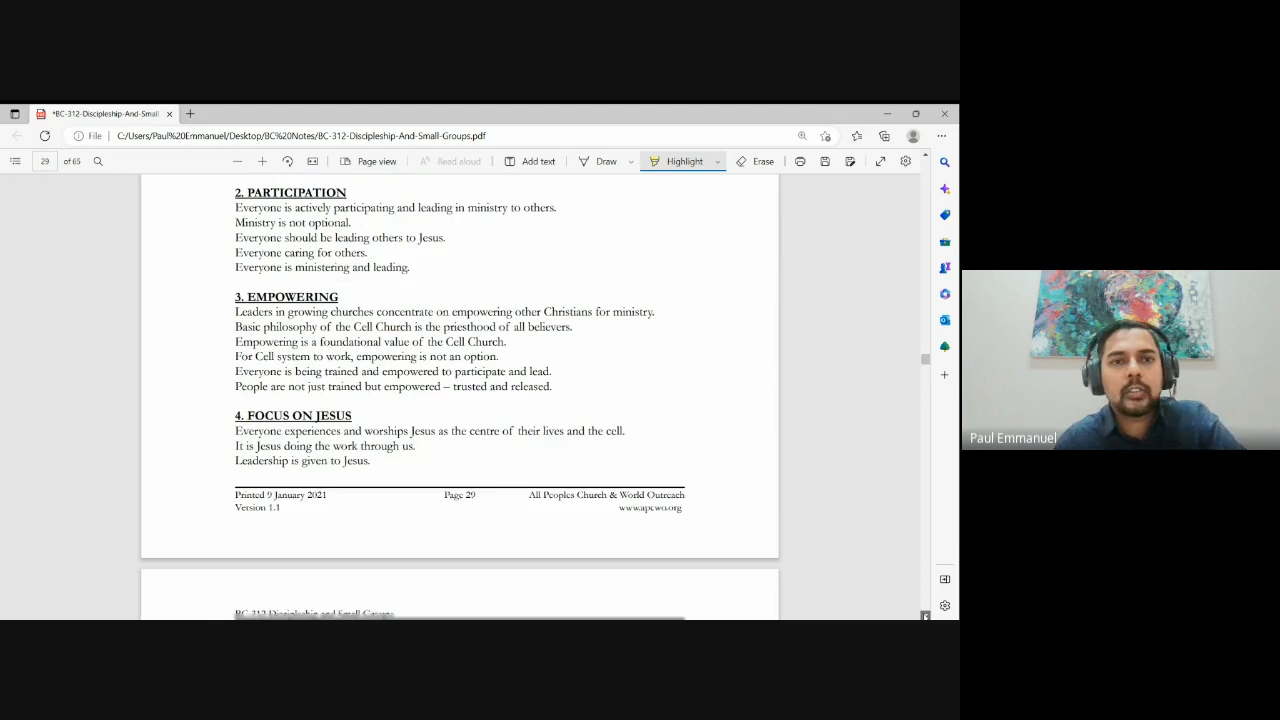 *BC-312-Discipleship-And-Small
File
C:/Users/Paul%20Emmanuel/Desktop/BC%20Notes/BC-312-Discipleship-And-Small-Groups.pdf
29 of 65
Page view
Read aloud
Add text
Draw
Highlight
Erase
2. PARTICIPATION
Everyone is actively participating and leading in ministry to others.
Ministry is not optional.
Everyone should be leading others to Jesus.
Everyone caring for others.
Everyone is ministering and leading.
3. EMPOWERING
Leaders in growing churches concentrate on empowering other Christians for ministry.
Basic philosophy of the Cell Church is the priesthood of all believers.
Empowering is a foundational value of the Cell Church.
For Cell system to work, empowering is not an option.
Everyone is being trained and empowered to participate and lead.
People are not just trained but empowered – trusted and released.
4. FOCUS ON JESUS
Everyone experiences and worships Jesus as the centre of their lives and the cell.
It is Jesus doing the work through us.
Leadership is given to Jesus.
Printed 9 January 2021 Page 29 All Peoples Church & World Outreach
Version 1.1 www.apcwo.org
BC-312 Discipleship and Small Groups
Paul Emmanuel